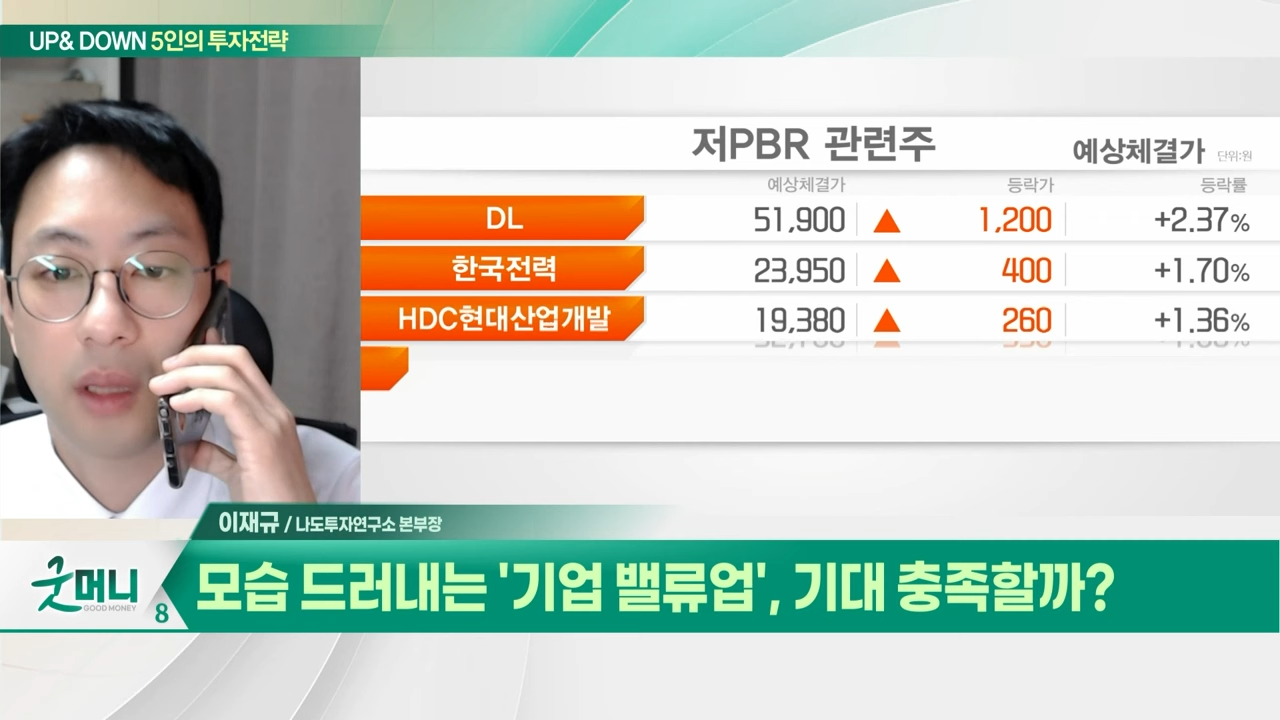 UP& DOWN 5인의 투자전략
저PBR 관련주 예상체결가 단위:원
예상체결가 등락가 등락률
DL 51,900 ▲ 1,200 +2.37%
한국전력 23,950 ▲ 400 +1.70%
HDC현대산업개발 19,380 ▲ 260 +1.36%
이재규 / 나도투자연구소 본부장
굿머니
GOOD MONEY
8
모습 드러내는 '기업 밸류업', 기대 충족할까?